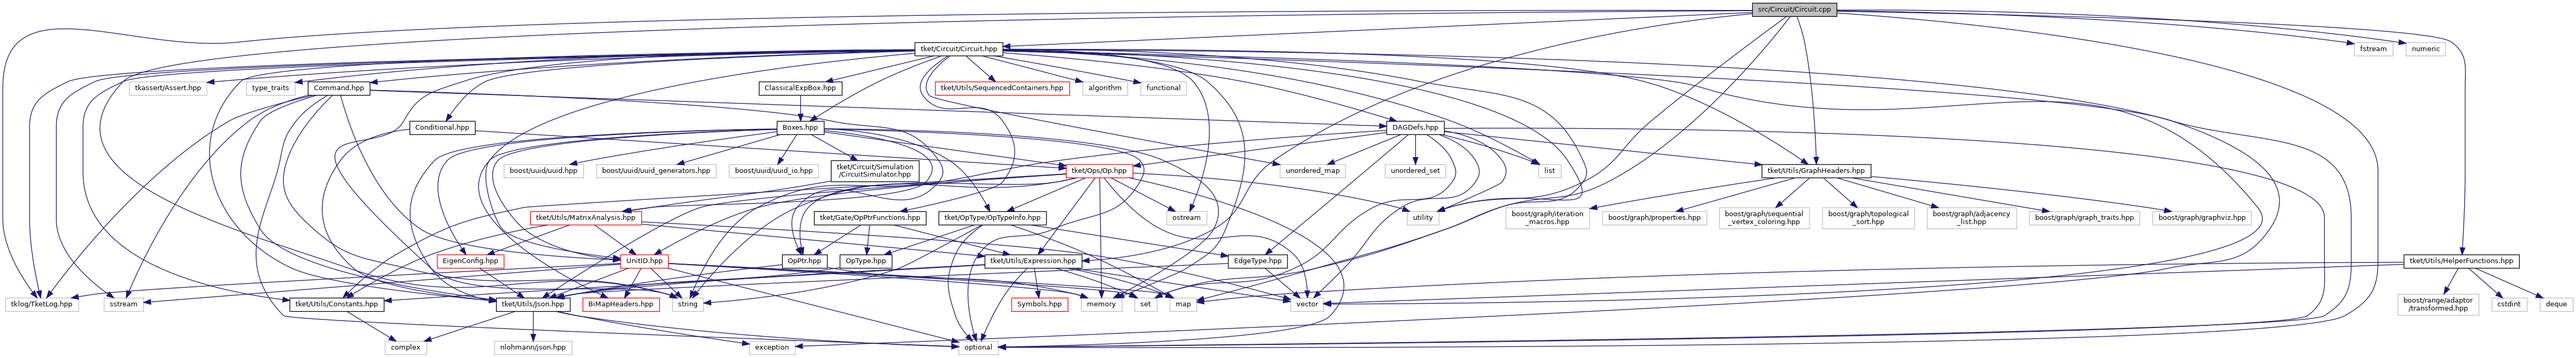 src/Circuit/Circuit.cpp
tket/Circuit/Circuit.hpp
fstream
numeric
tkassert/Assert.hpp
type_traits
Command.hpp
ClassicalExpBox.hpp
tket/Utils/SequencedContainers.hpp
algorithm
functional
Conditional.hpp
Boxes.hpp
DAGDefs.hpp
boost/uuid/uuid.hpp
boost/uuid/uuid_generators.hpp
boost/uuid/uuid_io.hpp
tket/Circuit/Simulation
/CircuitSimulator.hpp
tket/Ops/Op.hpp
unordered_map
unordered_set
list
tket/Utils/GraphHeaders.hpp
tket/Utils/MatrixAnalysis.hpp
tket/Gate/OpPtrFunctions.hpp
tket/OpType/OpTypeInfo.hpp
ostream
utility
boost/graph/iteration
_macros.hpp
boost/graph/properties.hpp
boost/graph/sequential
_vertex_coloring.hpp
boost/graph/topological
_sort.hpp
boost/graph/adjacency
_list.hpp
boost/graph/graph_traits.hpp
boost/graph/graphviz.hpp
EigenConfig.hpp
UnitID.hpp
OpPtr.hpp
OpType.hpp
tket/Utils/Expression.hpp
EdgeType.hpp
tket/Utils/HelperFunctions.hpp
tklog/TketLog.hpp
sstream
tket/Utils/Constants.hpp
tket/Utils/Json.hpp
BiMapHeaders.hpp
string
Symbols.hpp
memory
set
map
vector
boost/range/adaptor
/transformed.hpp
cstdint
deque
complex
nlohmann/json.hpp
exception
optional